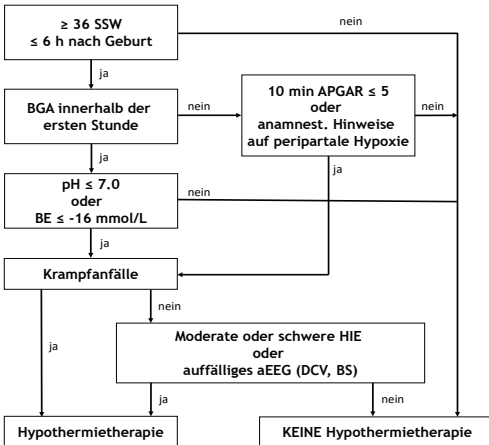 ≥ 36 SSW
≤ 6 h nach Geburt
nein
ja
BGA innerhalb der
ersten Stunde
nein
10 min APGAR ≤ 5
oder
anamnest. Hinweise
auf peripartale Hypoxie
nein
ja
ja
pH ≤ 7.0
oder
BE ≤ -16 mmol/L
nein
ja
Krampfanfälle
nein
ja
Moderate oder schwere HIE
oder
auffälliges aEEG (DCV, BS)
ja
nein
Hypothermietherapie
KEINE Hypothermietherapie